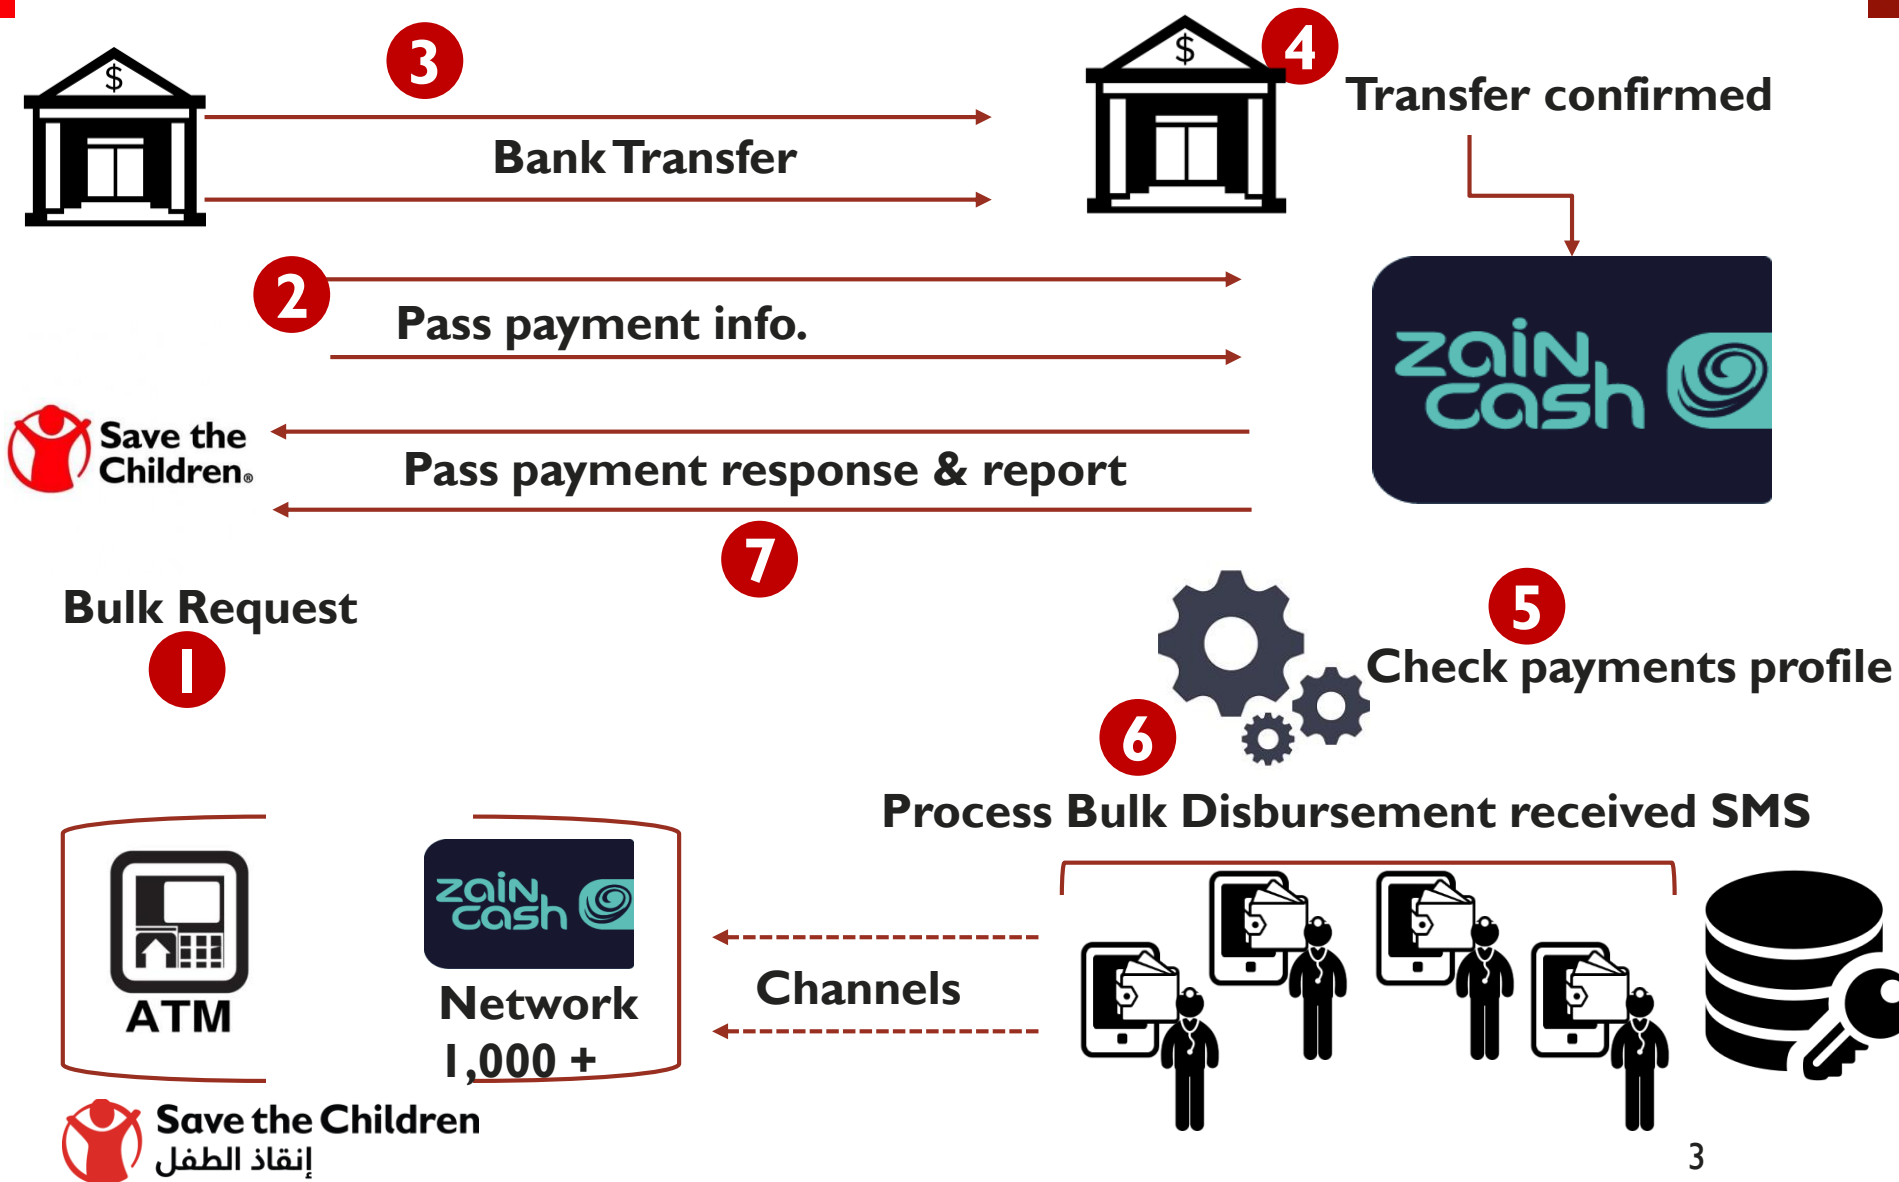 $
3
$
4
Transfer confirmed
Bank Transfer
2
Pass payment info.
zain
cash
Save the
Children®
Pass payment response & report
7
Bulk Request
1
5
Check payments profile
6
Process Bulk Disbursement received SMS
ATM
zain
cash
Network
1,000 +
Channels
Save the Children
إنقاذ الطفل
3